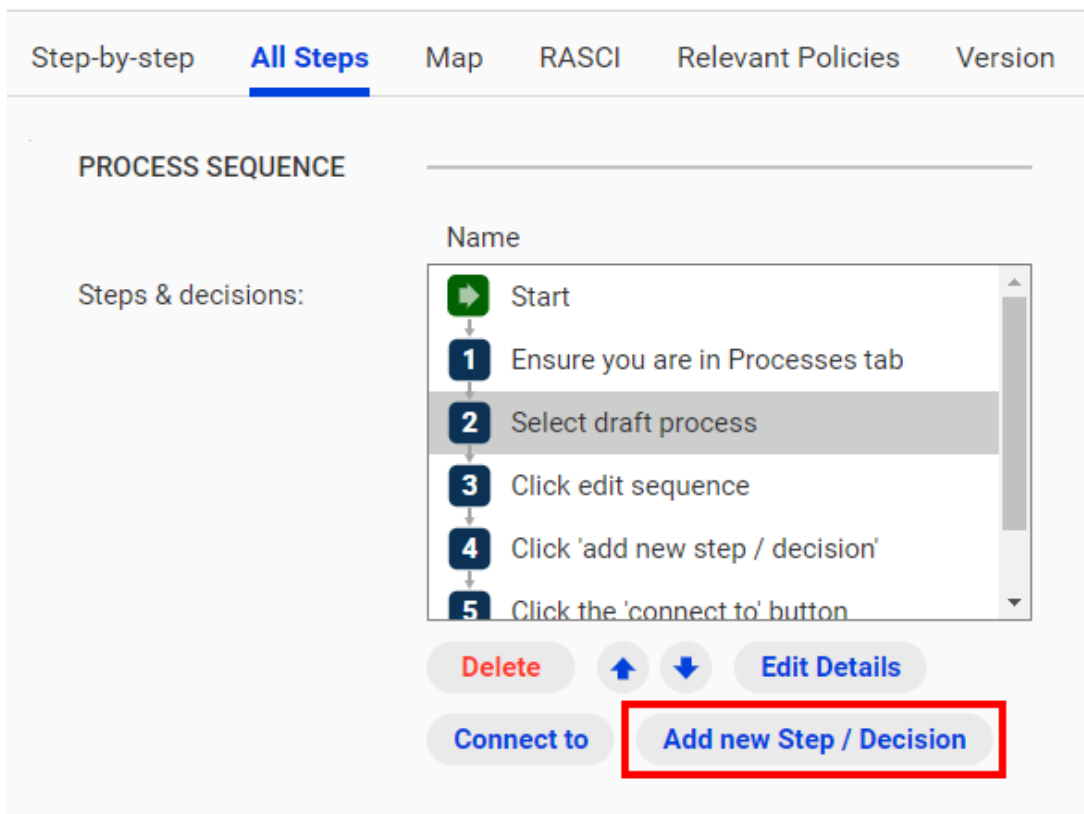 Step-by-step All Steps Map RASCI Relevant Policies Version
PROCESS SEQUENCE
Name
Steps & decisions:
Start
1 Ensure you are in Processes tab
2 Select draft process
3 Click edit sequence
4 Click 'add new step / decision'
5 Click the 'connect to' button
Delete Edit Details
Connect to Add new Step / Decision